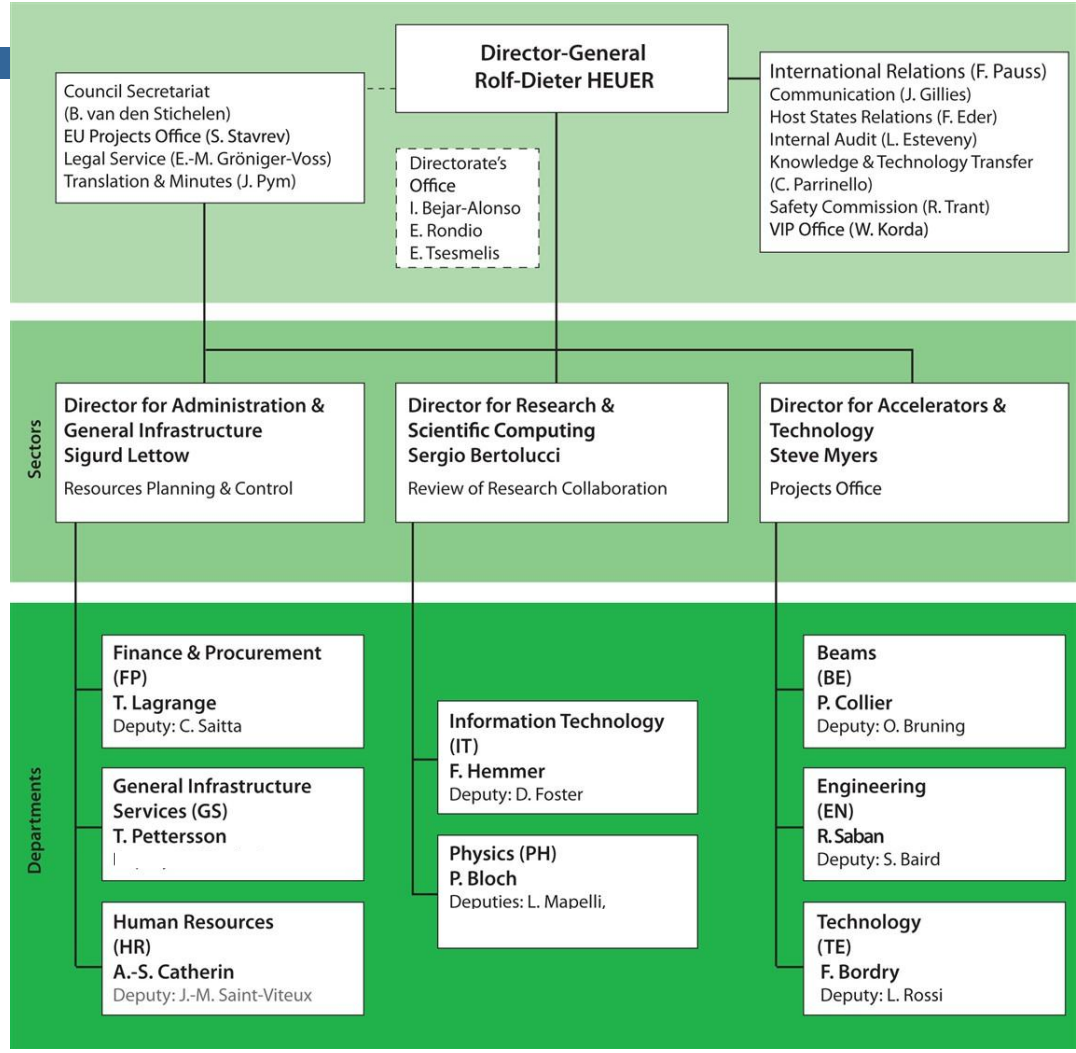 Director-General
Rolf-Dieter HEUER
Council Secretariat
(B. van den Stichelen)
EU Projects Office (S. Stavrev)
Legal Service (E.-M. Gröniger-Voss)
Translation & Minutes (J. Pym)
Directorate's
Office
I. Bejar-Alonso
E. Rondio
E. Tsesmelis
International Relations (F. Pauss)
Communication (J. Gillies)
Host States Relations (F. Eder)
Internal Audit (L. Esteveny)
Knowledge & Technology Transfer
(C. Parrinello)
Safety Commission (R. Trant)
VIP Office (W. Korda)
Sectors
Director for Administration &
General Infrastructure
Sigurd Lettow
Resources Planning & Control
Director for Research &
Scientific Computing
Sergio Bertolucci
Review of Research Collaboration
Director for Accelerators &
Technology
Steve Myers
Projects Office
Departments
Finance & Procurement
(FP)
T. Lagrange
Deputy: C. Saitta
General Infrastructure
Services (GS)
T. Pettersson
Human Resources
(HR)
A.-S. Catherin
Deputy: J.-M. Saint-Viteux
Information Technology
(IT)
F. Hemmer
Deputy: D. Foster
Physics (PH)
P. Bloch
Deputies: L. Mapelli,
Beams
(BE)
P. Collier
Deputy: O. Bruning
Engineering
(EN)
R. Saban
Deputy: S. Baird
Technology
(TE)
F. Bordry
Deputy: L. Rossi